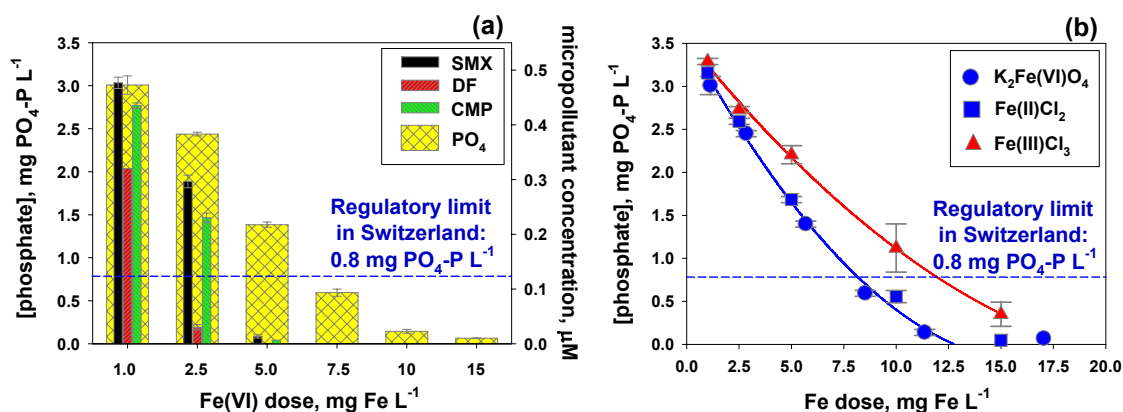 (a)
3.5
3.0
2.5
2.0
1.5
1.0
0.5
0.0
[phosphate], mg PO₄-P L⁻¹
SMX
DF
CMP
PO₄
Regulatory limit
in Switzerland:
0.8 mg PO₄-P L⁻¹
0.5
0.4
0.3
0.2
0.1
0.0
micropollutant concentration, µM
1.0 2.5 5.0 7.5 10 15
Fe(VI) dose, mg Fe L⁻¹
(b)
3.5
3.0
2.5
2.0
1.5
1.0
0.5
0.0
[phosphate], mg PO₄-P L⁻¹
K₂Fe(VI)O₄
Fe(II)Cl₂
Fe(III)Cl₃
Regulatory limit
in Switzerland:
0.8 mg PO₄-P L⁻¹
0.0 2.5 5.0 7.5 10.0 12.5 15.0 17.5 20.0
Fe dose, mg Fe L⁻¹